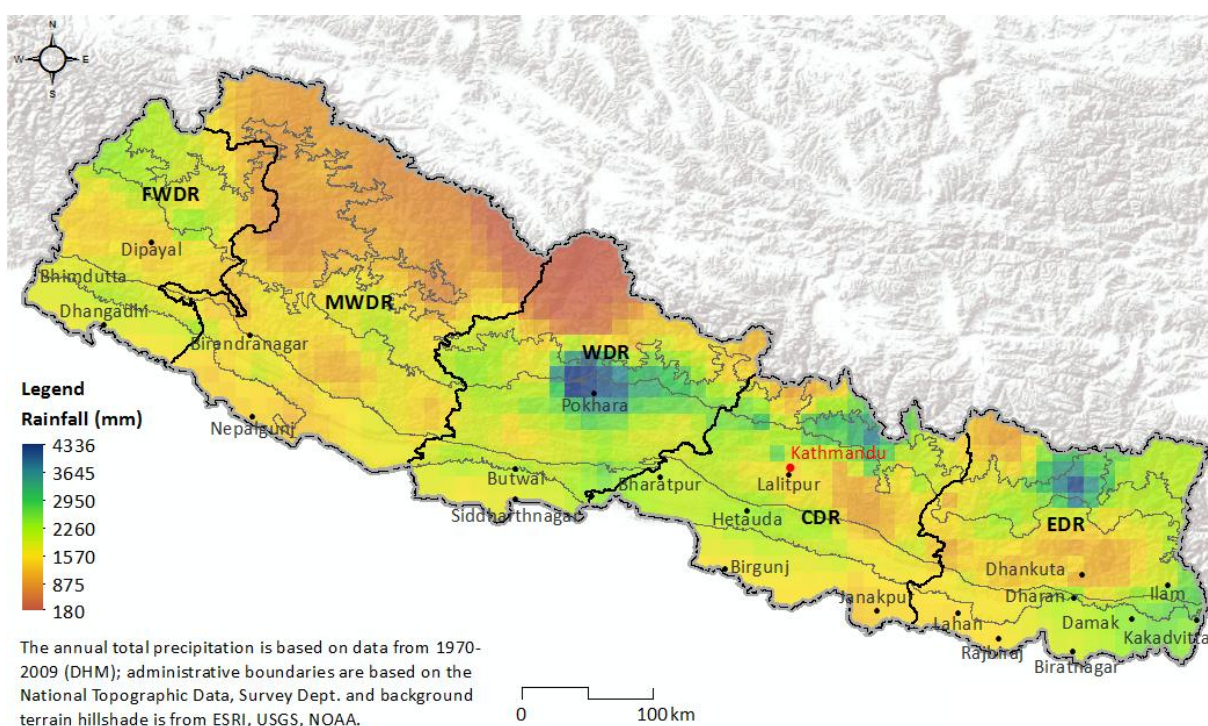 N
W E
S
FWDR
Dipayal
Bhimdutta
Dhangadhi
MWDR
Birandranagar
WDR
Pokhara
Nepalgunj
Kathmandu
Lalitpur
Butwal
Bharatpur
Siddharthnagar
Hetauda
CDR
EDR
Birgunj
Dhankuta
Janakpur
Dharan
Ilam
Lahan
Damak
Kakadvitta
Rajbiraj
Biratnagar
Legend
Rainfall (mm)
4336
3645
2950
2260
1570
875
180
The annual total precipitation is based on data from 1970-
2009 (DHM); administrative boundaries are based on the
National Topographic Data, Survey Dept. and background
terrain hillshade is from ESRI, USGS, NOAA.
0 100 km